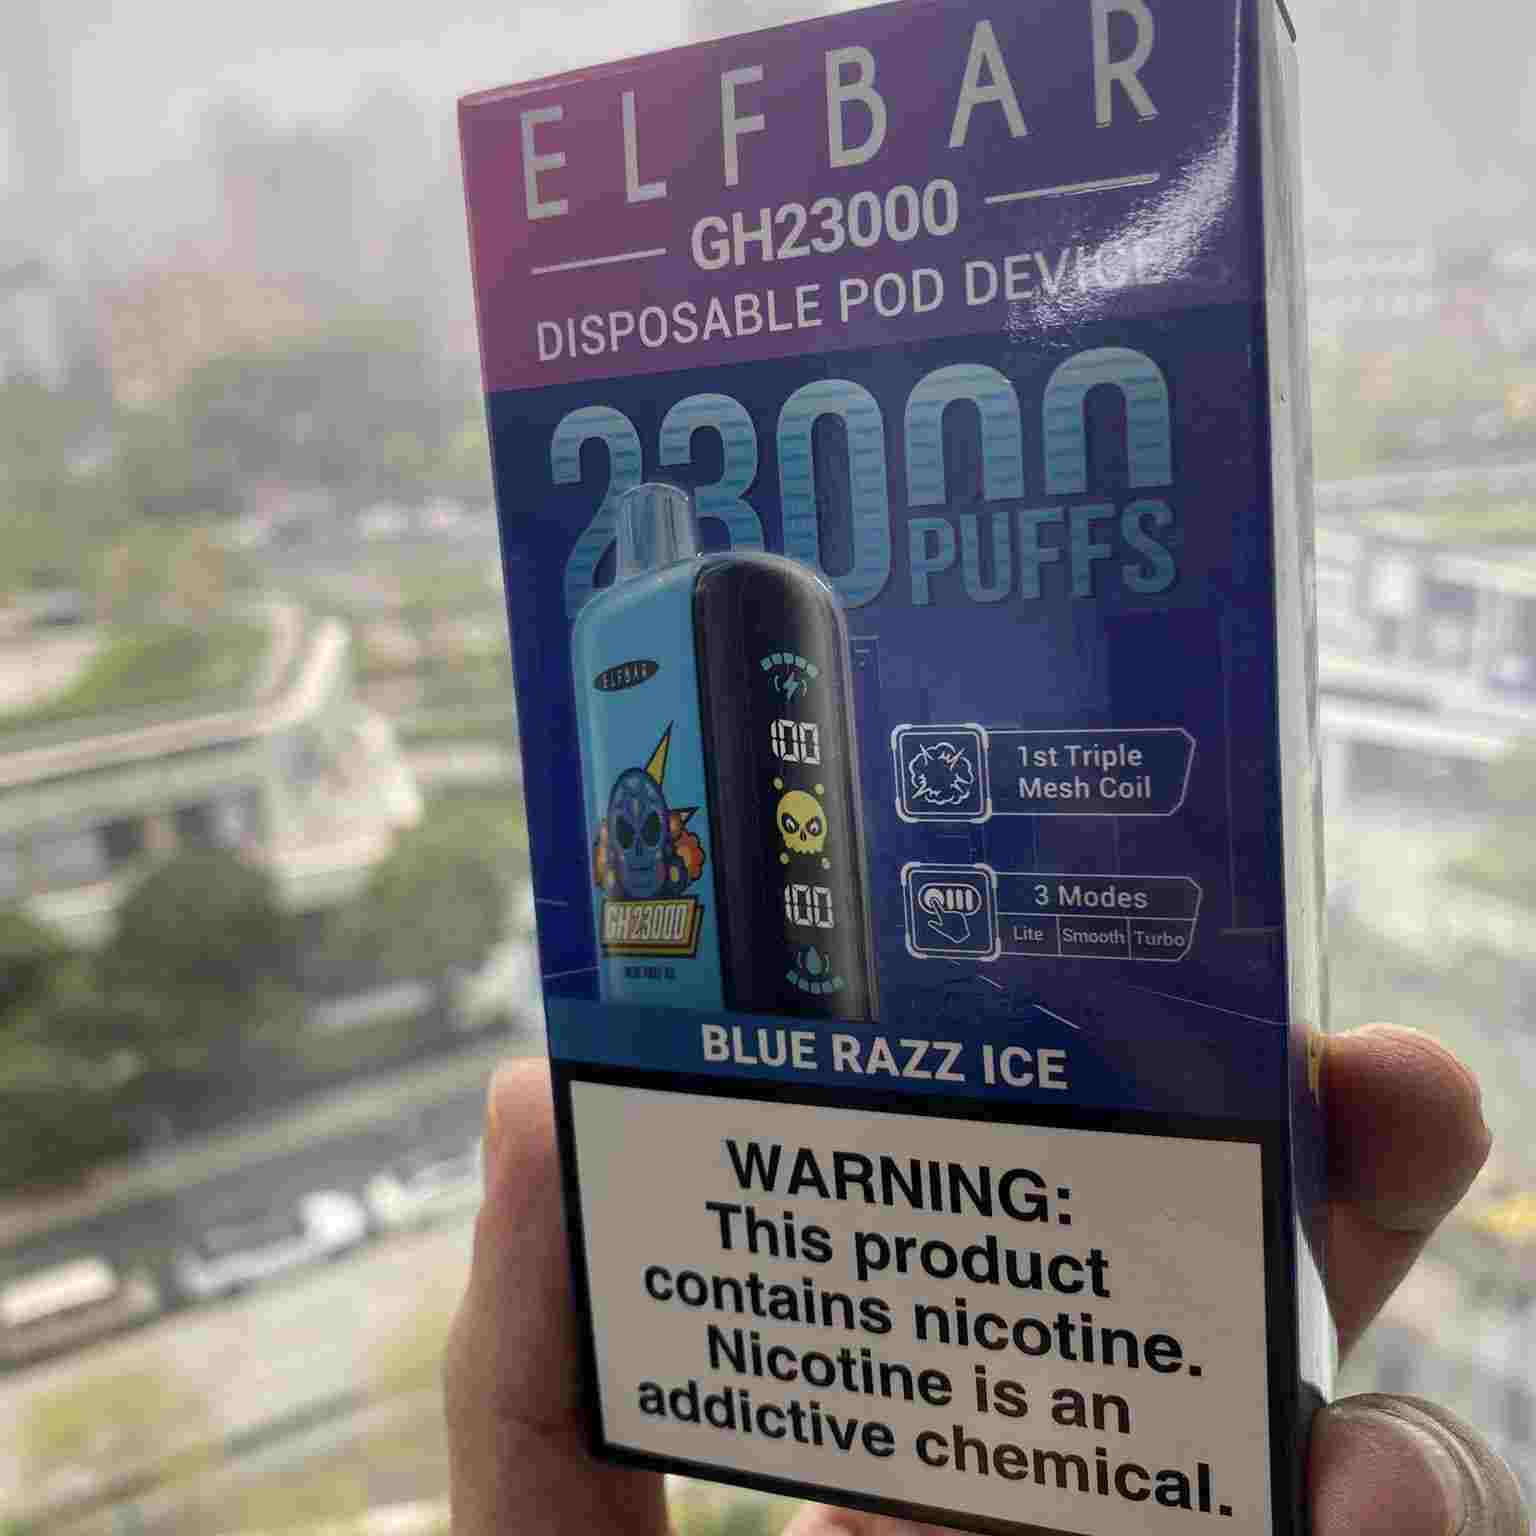 ELFBAR
GH23000
DISPOSABLE POD DEVICE
23000
PUFFS
ELFBAR
100
100
GH23000
1st Triple
Mesh Coil
3 Modes
Lite Smooth Turbo
BLUE RAZZ ICE
WARNING:
This product
contains nicotine.
Nicotine is an
addictive chemical.